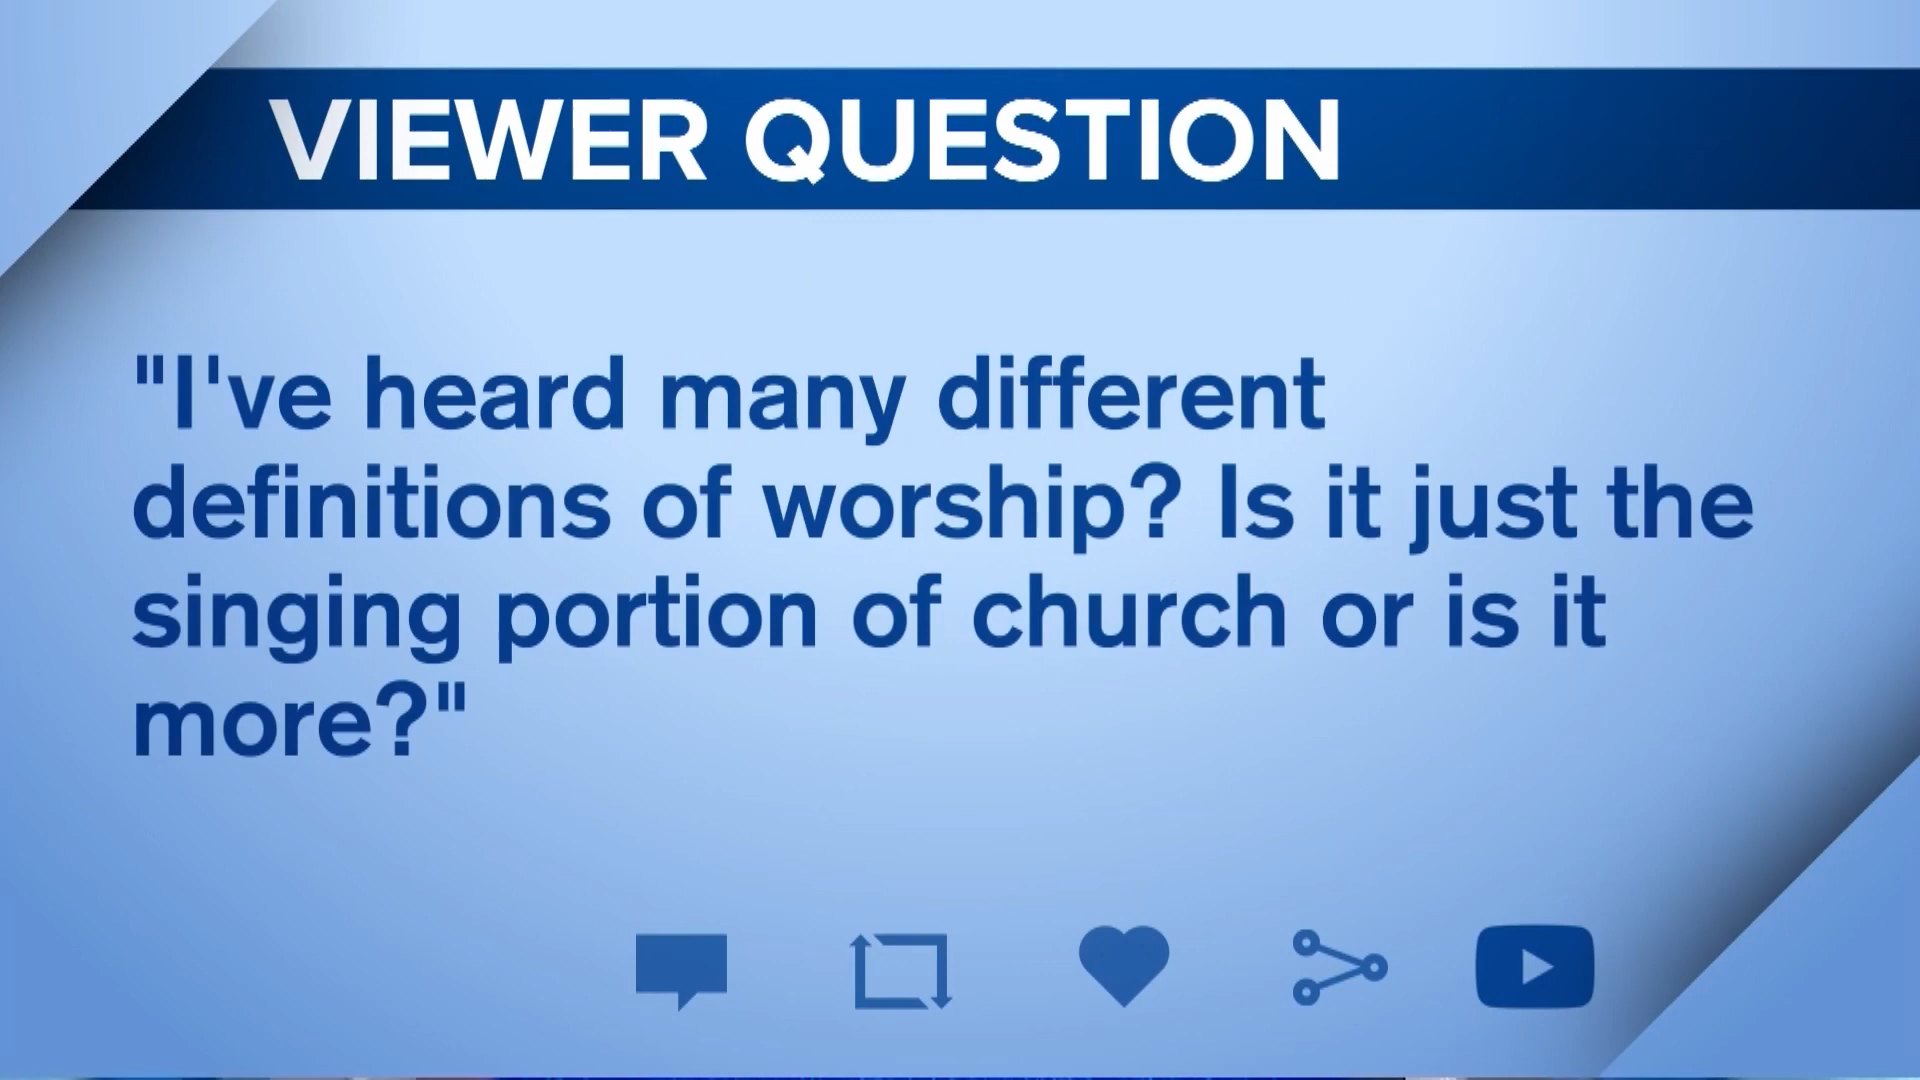 VIEWER QUESTION
"I've heard many different
definitions of worship? Is it just the
singing portion of church or is it
more?"